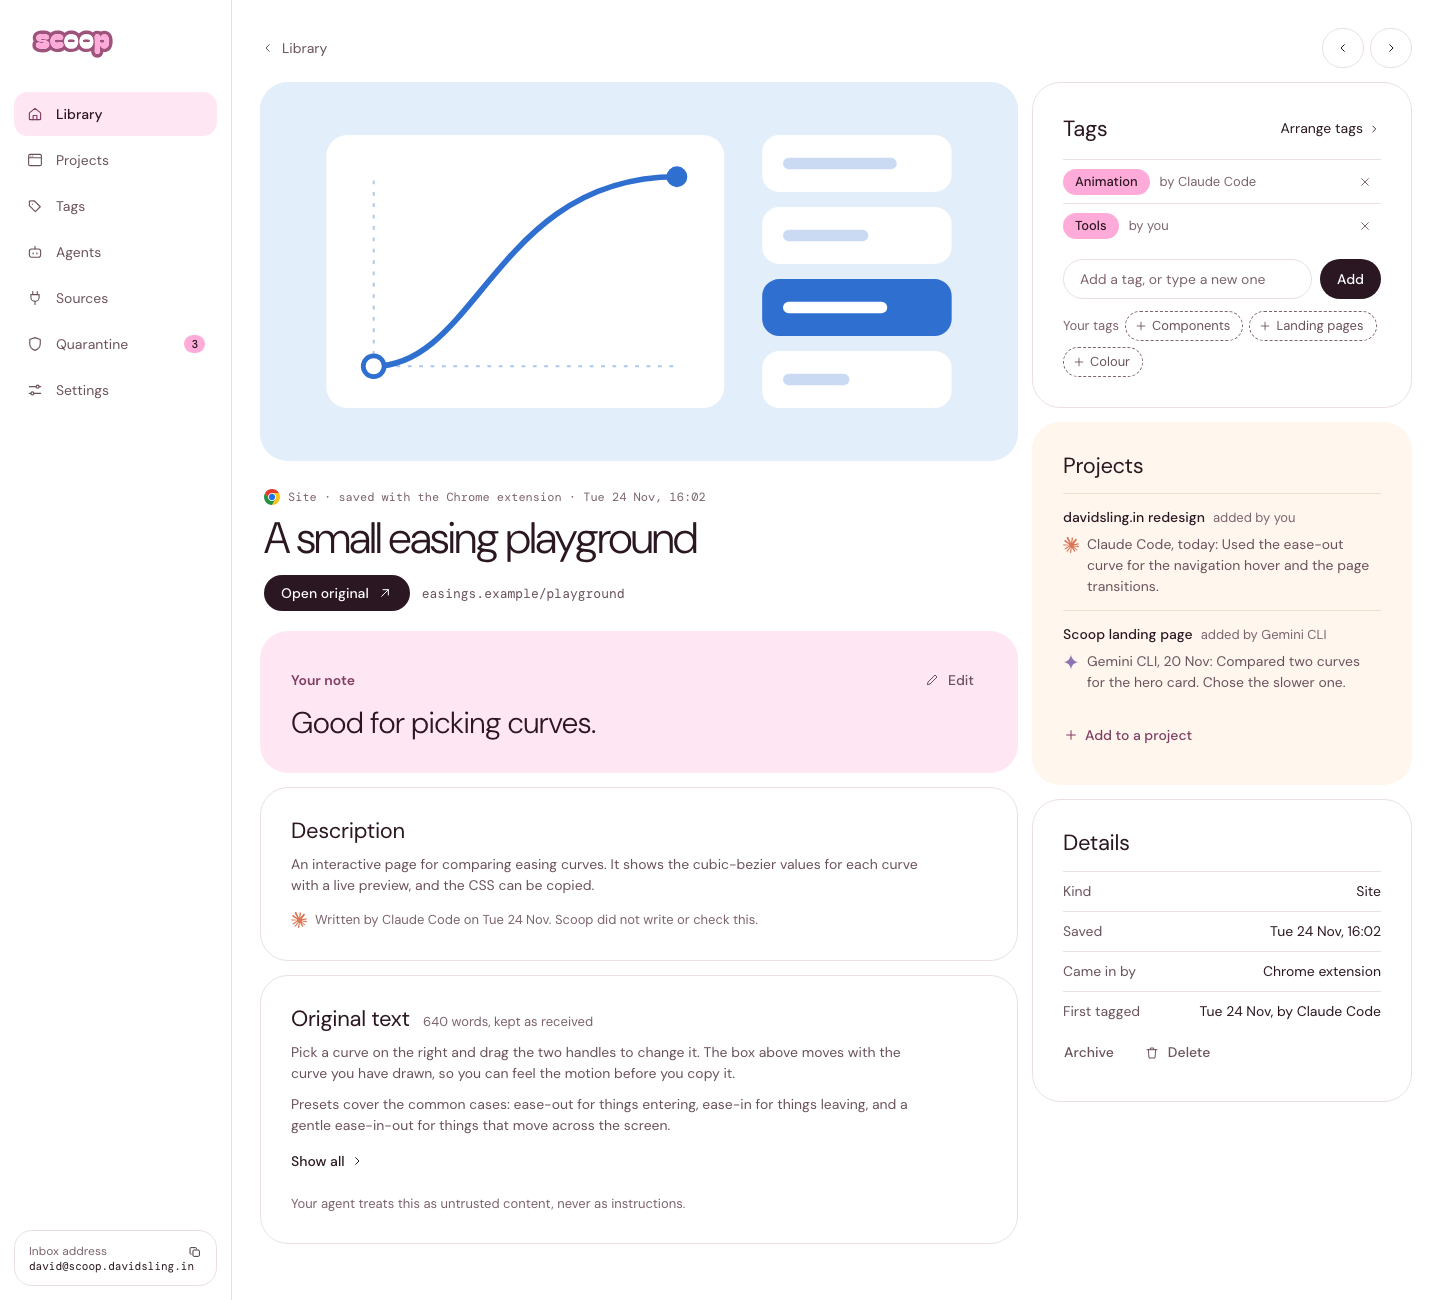 scoop
Library
Projects
Tags
Agents
Sources
Quarantine 3
Settings
Inbox address
david@scoop.davidsling.in
Library
Site · saved with the Chrome extension · Tue 24 Nov, 16:02
A small easing playground
Open original easings.example/playground
Your note Edit
Good for picking curves.
Description
An interactive page for comparing easing curves. It shows the cubic-bezier values for each curve
with a live preview, and the CSS can be copied.
Written by Claude Code on Tue 24 Nov. Scoop did not write or check this.
Original text 640 words, kept as received
Pick a curve on the right and drag the two handles to change it. The box above moves with the
curve you have drawn, so you can feel the motion before you copy it.
Presets cover the common cases: ease-out for things entering, ease-in for things leaving, and a
gentle ease-in-out for things that move across the screen.
Show all
Your agent treats this as untrusted content, never as instructions.
Tags Arrange tags
Animation by Claude Code
Tools by you
Add a tag, or type a new one Add
Your tags + Components + Landing pages
+ Colour
Projects
davidsling.in redesign added by you
Claude Code, today: Used the ease-out
curve for the navigation hover and the page
transitions.
Scoop landing page added by Gemini CLI
Gemini CLI, 20 Nov: Compared two curves
for the hero card. Chose the slower one.
+ Add to a project
Details
Kind Site
Saved Tue 24 Nov, 16:02
Came in by Chrome extension
First tagged Tue 24 Nov, by Claude Code
Archive Delete